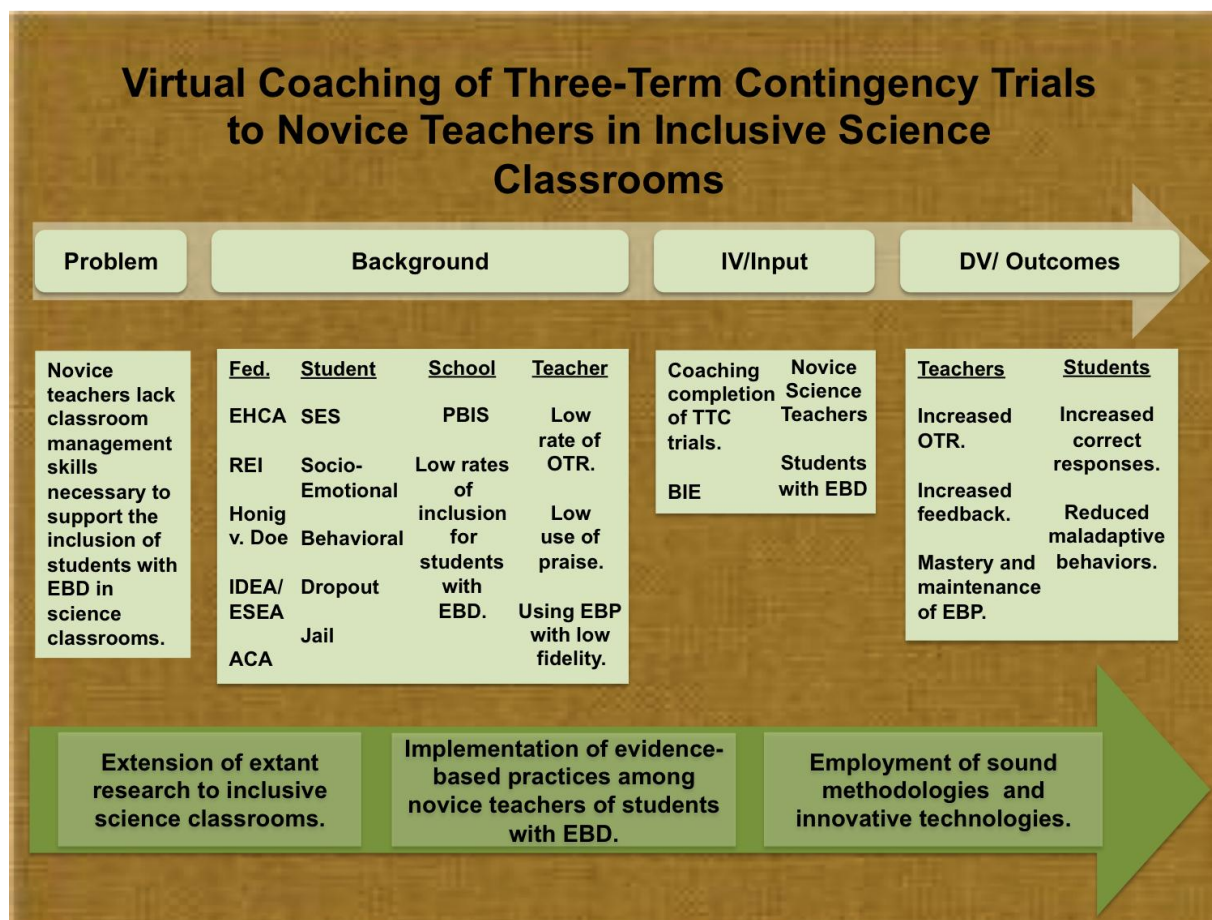 Virtual Coaching of Three-Term Contingency Trials
to Novice Teachers in Inclusive Science
Classrooms
Problem
Background
IV/Input
DV/ Outcomes
Novice
teachers lack
classroom
management
skills
necessary to
support the
inclusion of
students with
EBD in
science
classrooms.
Fed.
EHCA
REI
Honig
v. Doe
IDEA/
ESEA
ACA
Student
SES
Socio-
Emotional
Behavioral
Dropout
Jail
School
PBIS
Low rates
of
inclusion
for
students
with
EBD.
Teacher
Low
rate of
OTR.
Low
use of
praise.
Using EBP
with low
fidelity.
Coaching
completion
of TTC
trials.
BIE
Novice
Science
Teachers
Students
with EBD
Teachers
Increased
OTR.
Increased
feedback.
Mastery and
maintenance
of EBP.
Students
Increased
correct
responses.
Reduced
maladaptive
behaviors.
Extension of extant
research to inclusive
science classrooms.
Implementation of evidence-
based practices among
novice teachers of students
with EBD.
Employment of sound
methodologies and
innovative technologies.